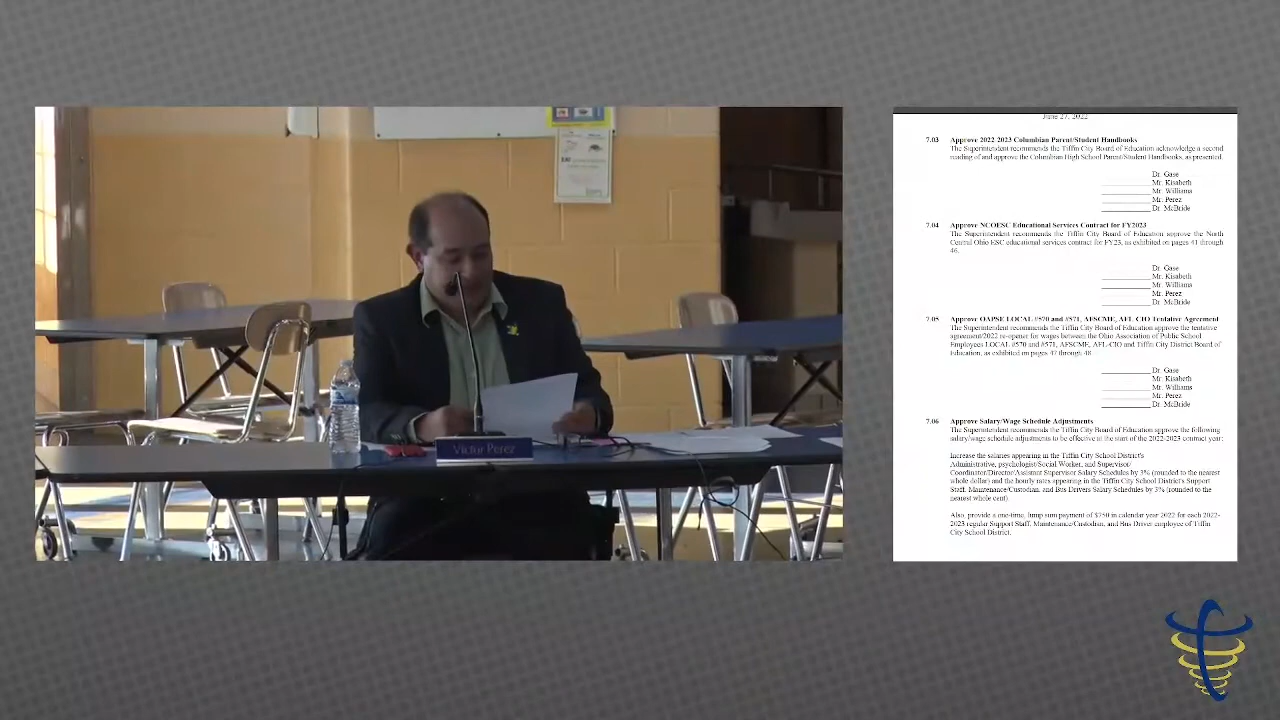 Victor Perez
June 27, 2022
7.03 Approve 2022-2023 Columbian Parent/Student Handbooks
The Superintendent recommends the Tiffin City Board of Education acknowledge a second
reading of and approve the Columbian High School Parent/Student Handbooks, as presented.
Dr. Gase
Mr. Kisabeth
Mr. Williams
Mr. Perez
Dr. McBride
7.04 Approve NCOESC Educational Services Contract for FY2023
The Superintendent recommends the Tiffin City Board of Education approve the North
Central Ohio ESC educational services contract for FY23, as exhibited on pages 41 through
46.
Dr. Gase
Mr. Kisabeth
Mr. Williams
Mr. Perez
Dr. McBride
7.05 Approve OAPSE LOCAL #570 and #571, AFSCME, AFL-CIO Tentative Agreement
The Superintendent recommends the Tiffin City Board of Education approve the tentative
agreement/2022 re-opener for wages between the Ohio Association of Public School
Employees LOCAL #570 and #571, AFSCME, AFL-CIO and Tiffin City District Board of
Education, as exhibited on pages 47 through 48.
Dr. Gase
Mr. Kisabeth
Mr. Williams
Mr. Perez
Dr. McBride
7.06 Approve Salary/Wage Schedule Adjustments
The Superintendent recommends the Tiffin City Board of Education approve the following
salary/wage schedule adjustments to be effective at the start of the 2022-2023 contract year:
Increase the salaries appearing in the Tiffin City School District's
Administrative, psychologist/Social Worker, and Supervisor/
Coordinator/Director/Assistant Supervisor Salary Schedules by 3% (rounded to the nearest
whole dollar) and the hourly rates appearing in the Tiffin City School District's Support
Staff, Maintenance/Custodian, and Bus Drivers Salary Schedules by 3% (rounded to the
nearest whole cent)
Also, provide a one-time, lump sum payment of $750 in calendar year 2022 for each 2022-
2023 regular Support Staff, Maintenance/Custodian, and Bus Driver employee of Tiffin
City School District.